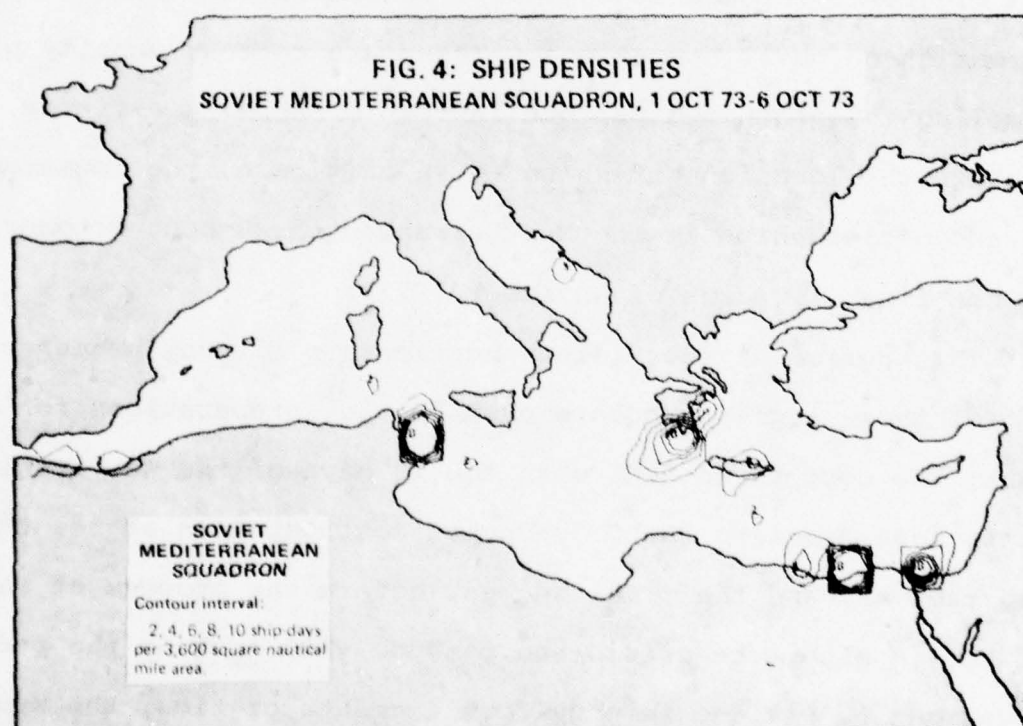 FIG. 4: SHIP DENSITIES
SOVIET MEDITERRANEAN SQUADRON, 1 OCT 73-6 OCT 73
SOVIET
MEDITERRANEAN
SQUADRON
Contour interval:
2, 4, 6, 8, 10 ship days
per 3,600 square nautical
mile area.